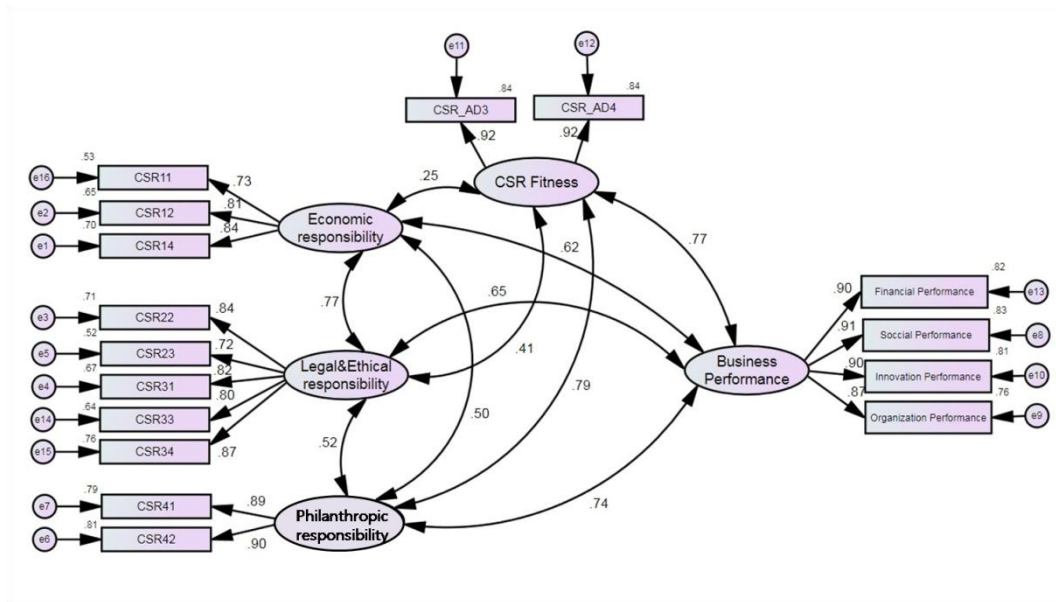 e11
e12
.84
.84
CSR_AD3
CSR_AD4
.92
.92
CSR Fitness
.53
e16
CSR11
.73
.65
e2
CSR12
.81
.70
e1
CSR14
.84
Economic
responsibility
.25
.62
.77
.77
.65
.41
.79
.50
.52
.74
.71
e3
CSR22
.84
.52
e5
CSR23
.72
.67
e4
CSR31
.82
.64
e14
CSR33
.80
.76
e15
CSR34
.87
Legal&Ethical
responsibility
.79
e7
CSR41
.89
.81
e6
CSR42
.90
Philanthropic
responsibility
Business
Performance
.82
.90
Financial Performance
e13
.83
.91
Soccial Performance
e8
.81
.90
Innovation Performance
e10
.76
.87
Organization Performance
e9